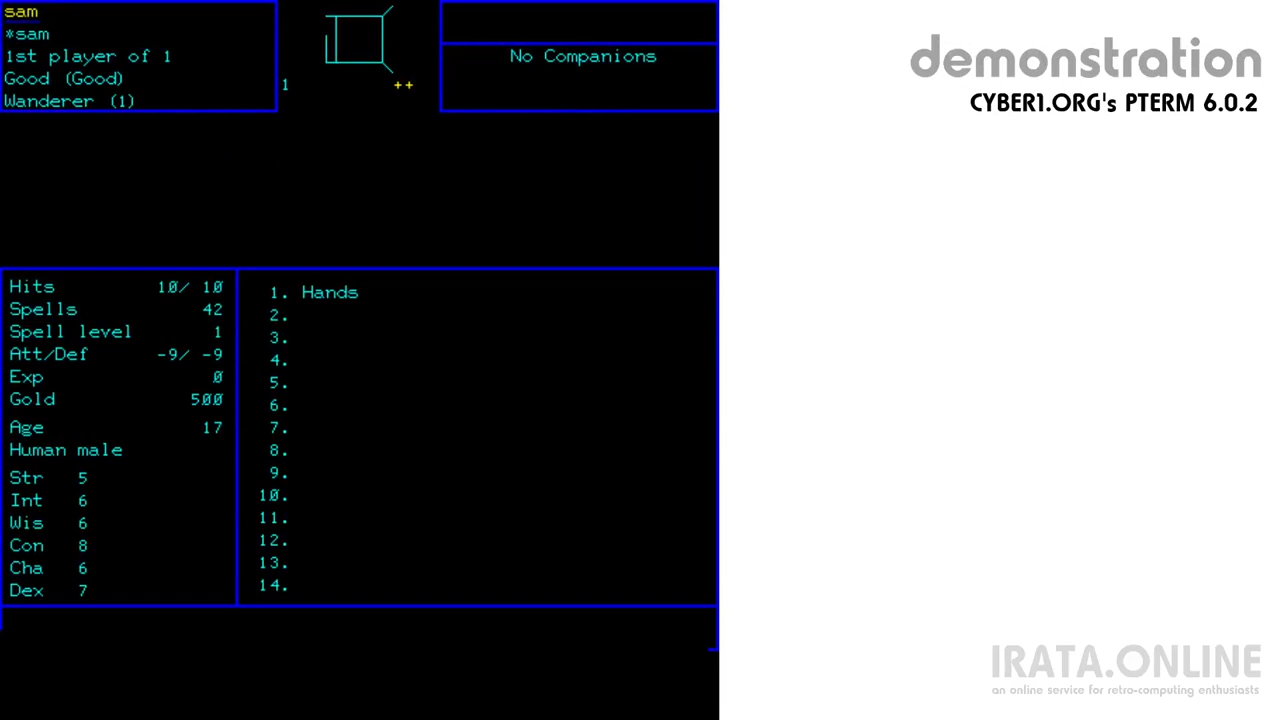 sam
*sam
1st player of 1
Good (Good)
Wanderer (1)
1
++
No Companions
Hits 10/ 10
Spells 42
Spell level 1
Att/Def -9/ -9
Exp 0
Gold 500
Age 17
Human male
Str 5
Int 6
Wis 6
Con 8
Cha 6
Dex 7
1. Hands
2.
3.
4.
5.
6.
7.
8.
9.
10.
11.
12.
13.
14.
demonstration
CYBER1.ORG's PTERM 6.0.2
IRATA.ONLINE
an online service for retro-computing enthusiasts